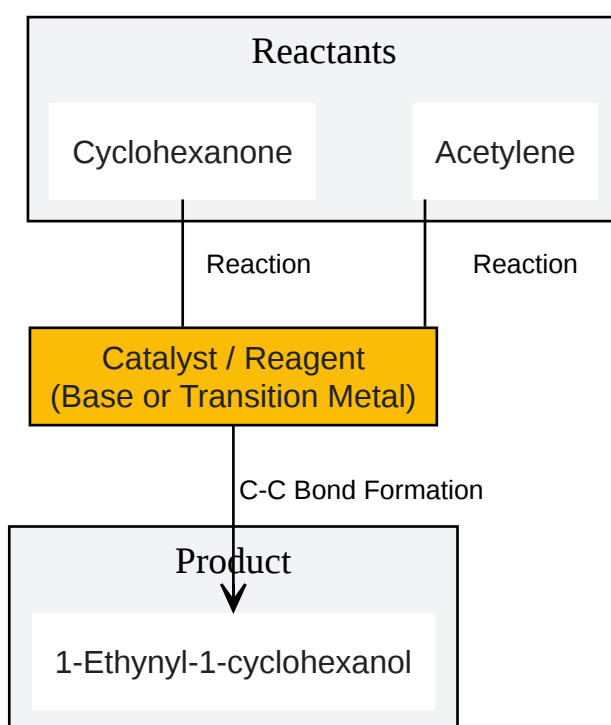 Reactants
Cyclohexanone
Acetylene
Reaction
Reaction
Catalyst / Reagent
(Base or Transition Metal)
C-C Bond Formation
Product
1-Ethynyl-1-cyclohexanol